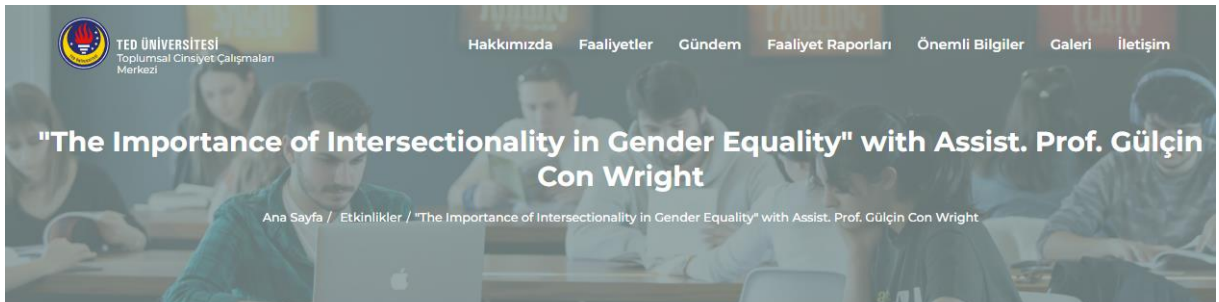 TED ÜNİVERSİTESİ
Toplumsal Cinsiyet Çalışmaları
Merkezi
Hakkımızda Faaliyetler Gündem Faaliyet Raporları Önemli Bilgiler Galeri İletişim
"The Importance of Intersectionality in Gender Equality" with Assist. Prof. Gülçin
Con Wright
Ana Sayfa / Etkinlikler / "The Importance of Intersectionality in Gender Equality" with Assist. Prof. Gülçin Con Wright